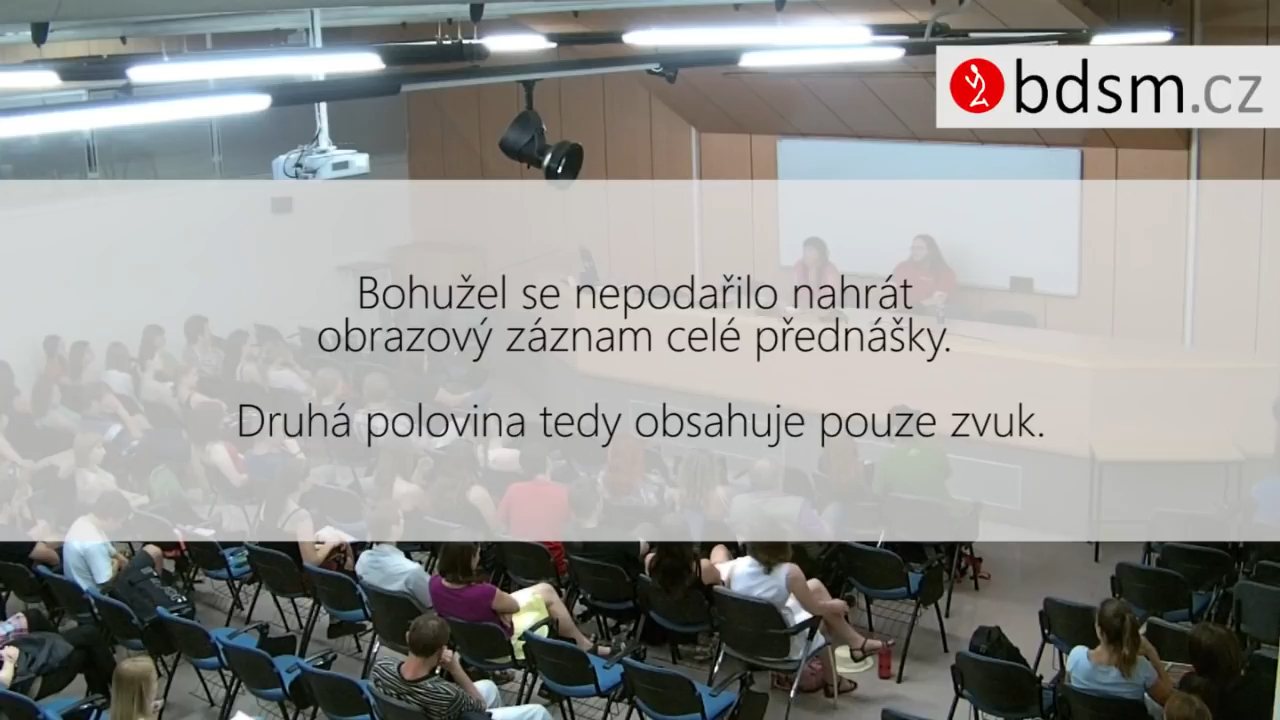 bdsm.cz
Bohužel se nepodařilo nahrát
obrazový záznam celé přednášky.
Druhá polovina tedy obsahuje pouze zvuk.